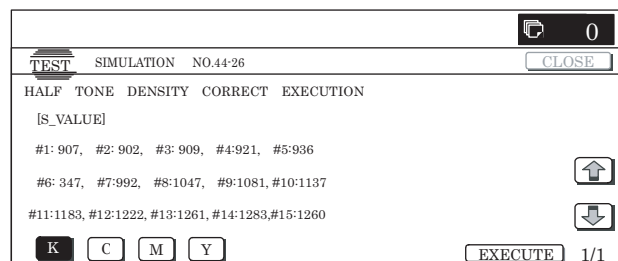 0
TEST SIMULATION NO.44-26 CLOSE
HALF TONE DENSITY CORRECT EXECUTION
[S_VALUE]
#1: 907, #2: 902, #3: 909, #4:921, #5:936
#6: 347, #7:992, #8:1047, #9:1081, #10:1137
#11:1183, #12:1222, #13:1261, #14:1283,#15:1260
K C M Y EXECUTE 1/1